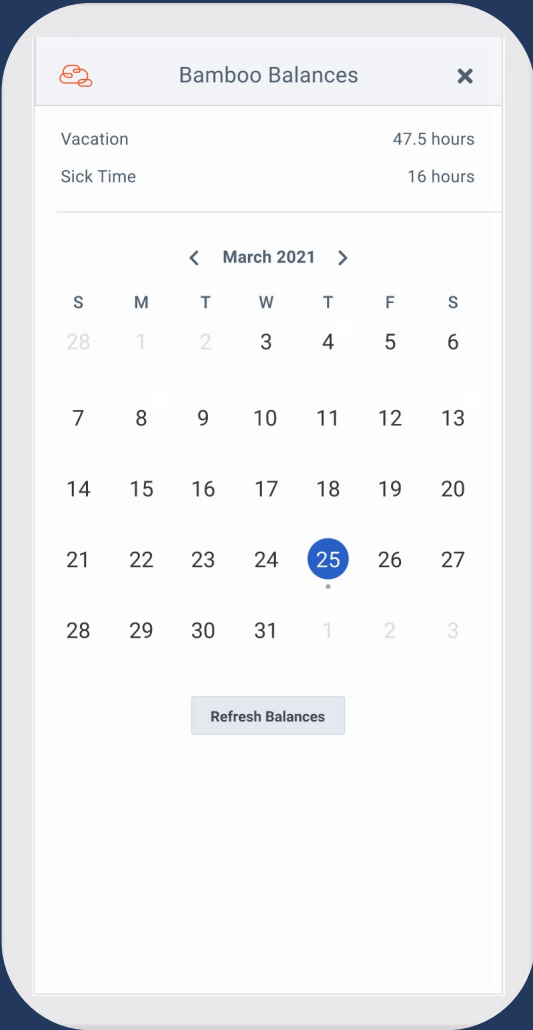 Bamboo Balances
Vacation 47.5 hours
Sick Time 16 hours
March 2021
S M T W T F S
28 1 2 3 4 5 6
7 8 9 10 11 12 13
14 15 16 17 18 19 20
21 22 23 24 25 26 27
28 29 30 31 1 2 3
Refresh Balances